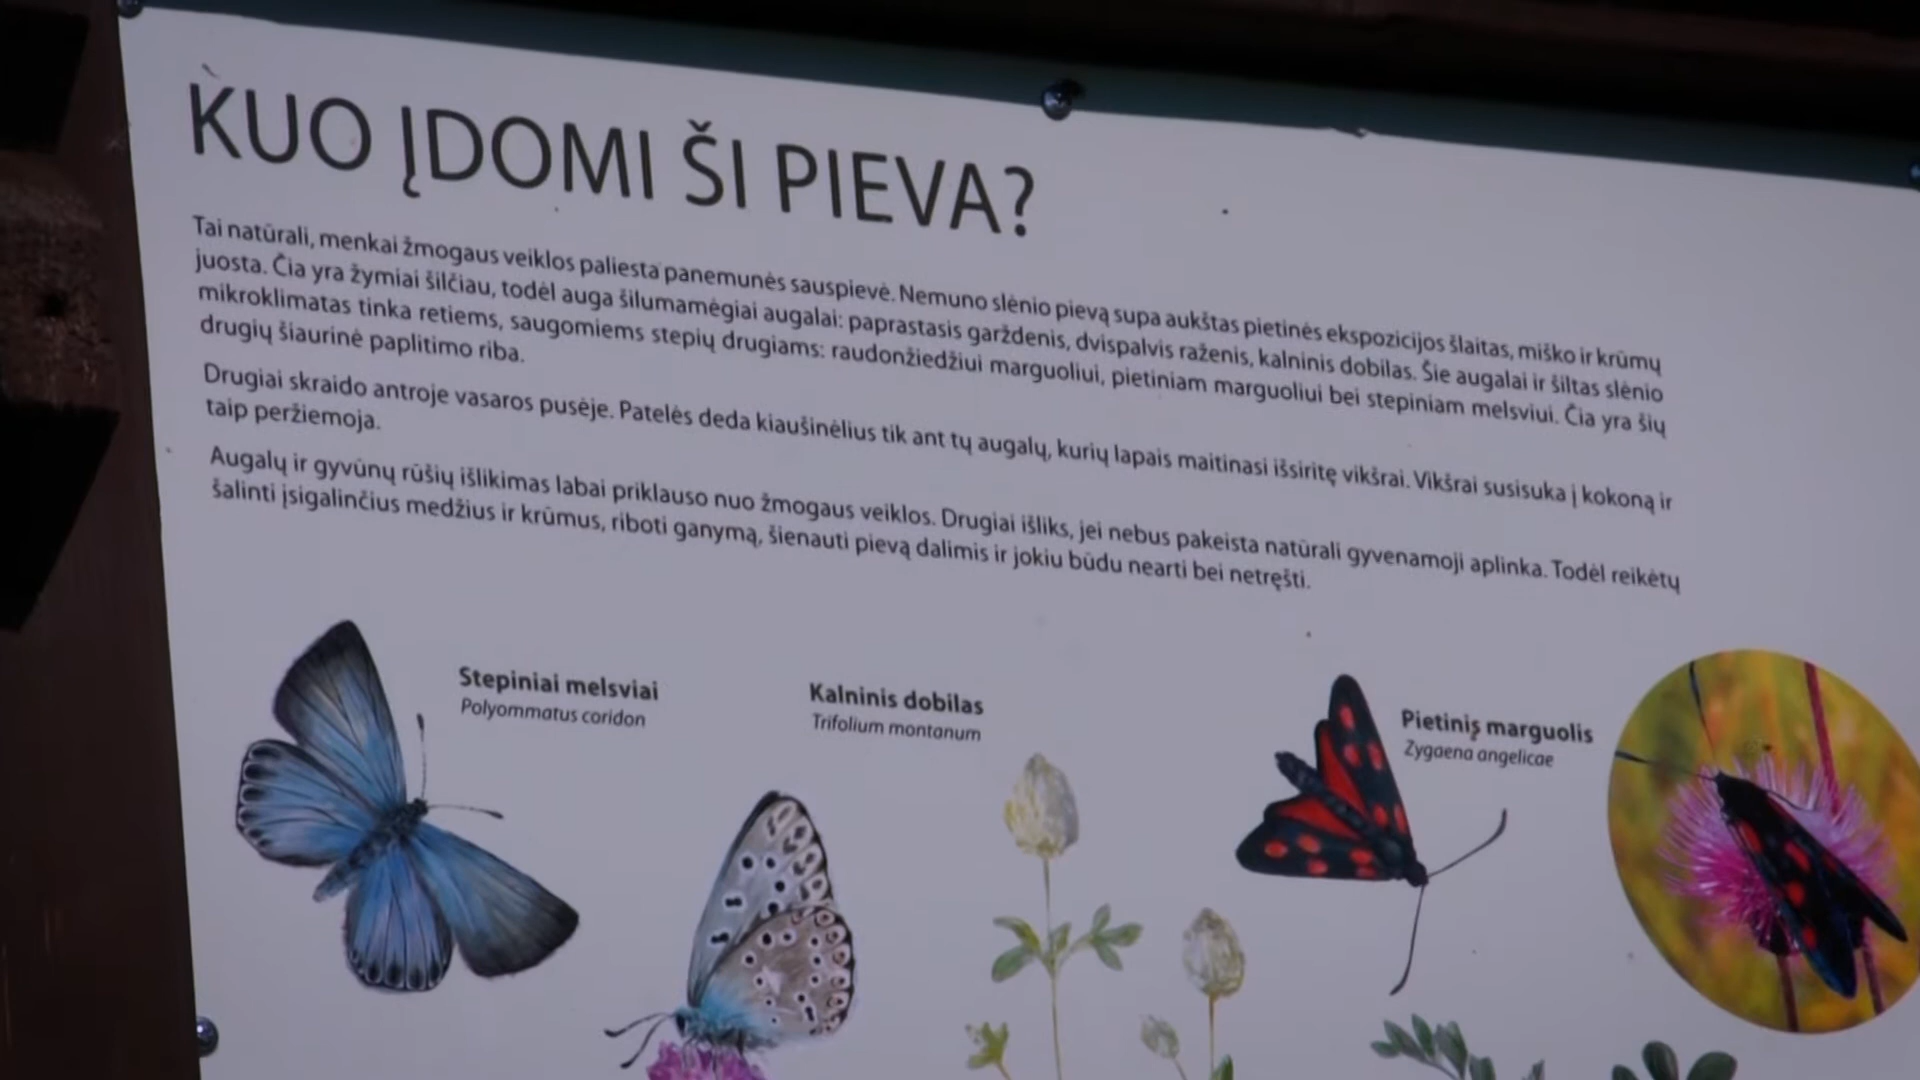 KUO ĮDOMI ŠI PIEVA?
Tai natūrali, menkai žmogaus veiklos paliesta panemunės sauspievė. Nemuno slėnio pievą supa aukštas pietinės ekspozicijos šlaitas, miško ir krūmų
juosta. Čia yra žymiai šilčiau, todėl auga šilumamėgiai augalai: paprastasis garždenis, dvispalvis raženis, kalninis dobilas. Šie augalai ir šiltas slėnio
mikroklimatas tinka retiems, saugomiems stepių drugiams: raudonžiedžiui marguoliui, pietiniam marguoliui bei stepiniam melsviui. Čia yra šių
drugių šiaurinė paplitimo riba.
Drugiai skraido antroje vasaros pusėje. Patelės deda kiaušinėlius tik ant tų augalų, kurių lapais maitinasi išsiritę vikšrai. Vikšrai susisuka į kokoną ir
taip peržiemoja.
Augalų ir gyvūnų rūšių išlikimas labai priklauso nuo žmogaus veiklos. Drugiai išliks, jei nebus pakeista natūrali gyvenamoji aplinka. Todėl reikėtų
šalinti įsigalinčius medžius ir krūmus, riboti ganymą, šienauti pievą dalimis ir jokiu būdu nearti bei netręšti.
Stepiniai melsviai
Polyommatus coridon
Kalninis dobilas
Trifolium montanum
Pietinis marguolis
Zygaena angelicae